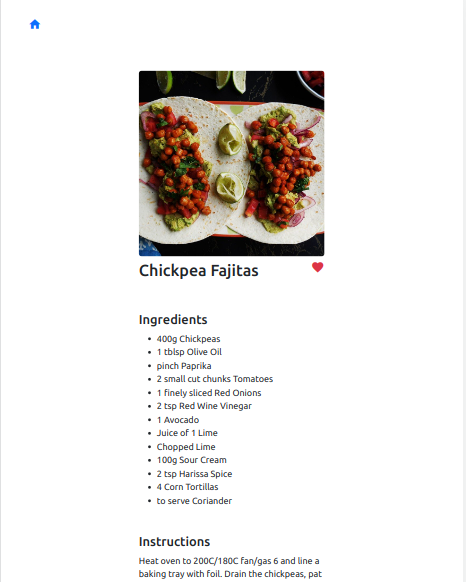 Chickpea Fajitas
Ingredients
• 400g Chickpeas
• 1 tblsp Olive Oil
• pinch Paprika
• 2 small cut chunks Tomatoes
• 1 finely sliced Red Onions
• 2 tsp Red Wine Vinegar
• 1 Avocado
• Juice of 1 Lime
• Chopped Lime
• 100g Sour Cream
• 2 tsp Harissa Spice
• 4 Corn Tortillas
• to serve Coriander
Instructions
Heat oven to 200C/180C fan/gas 6 and line a
baking tray with foil. Drain the chickpeas, pat